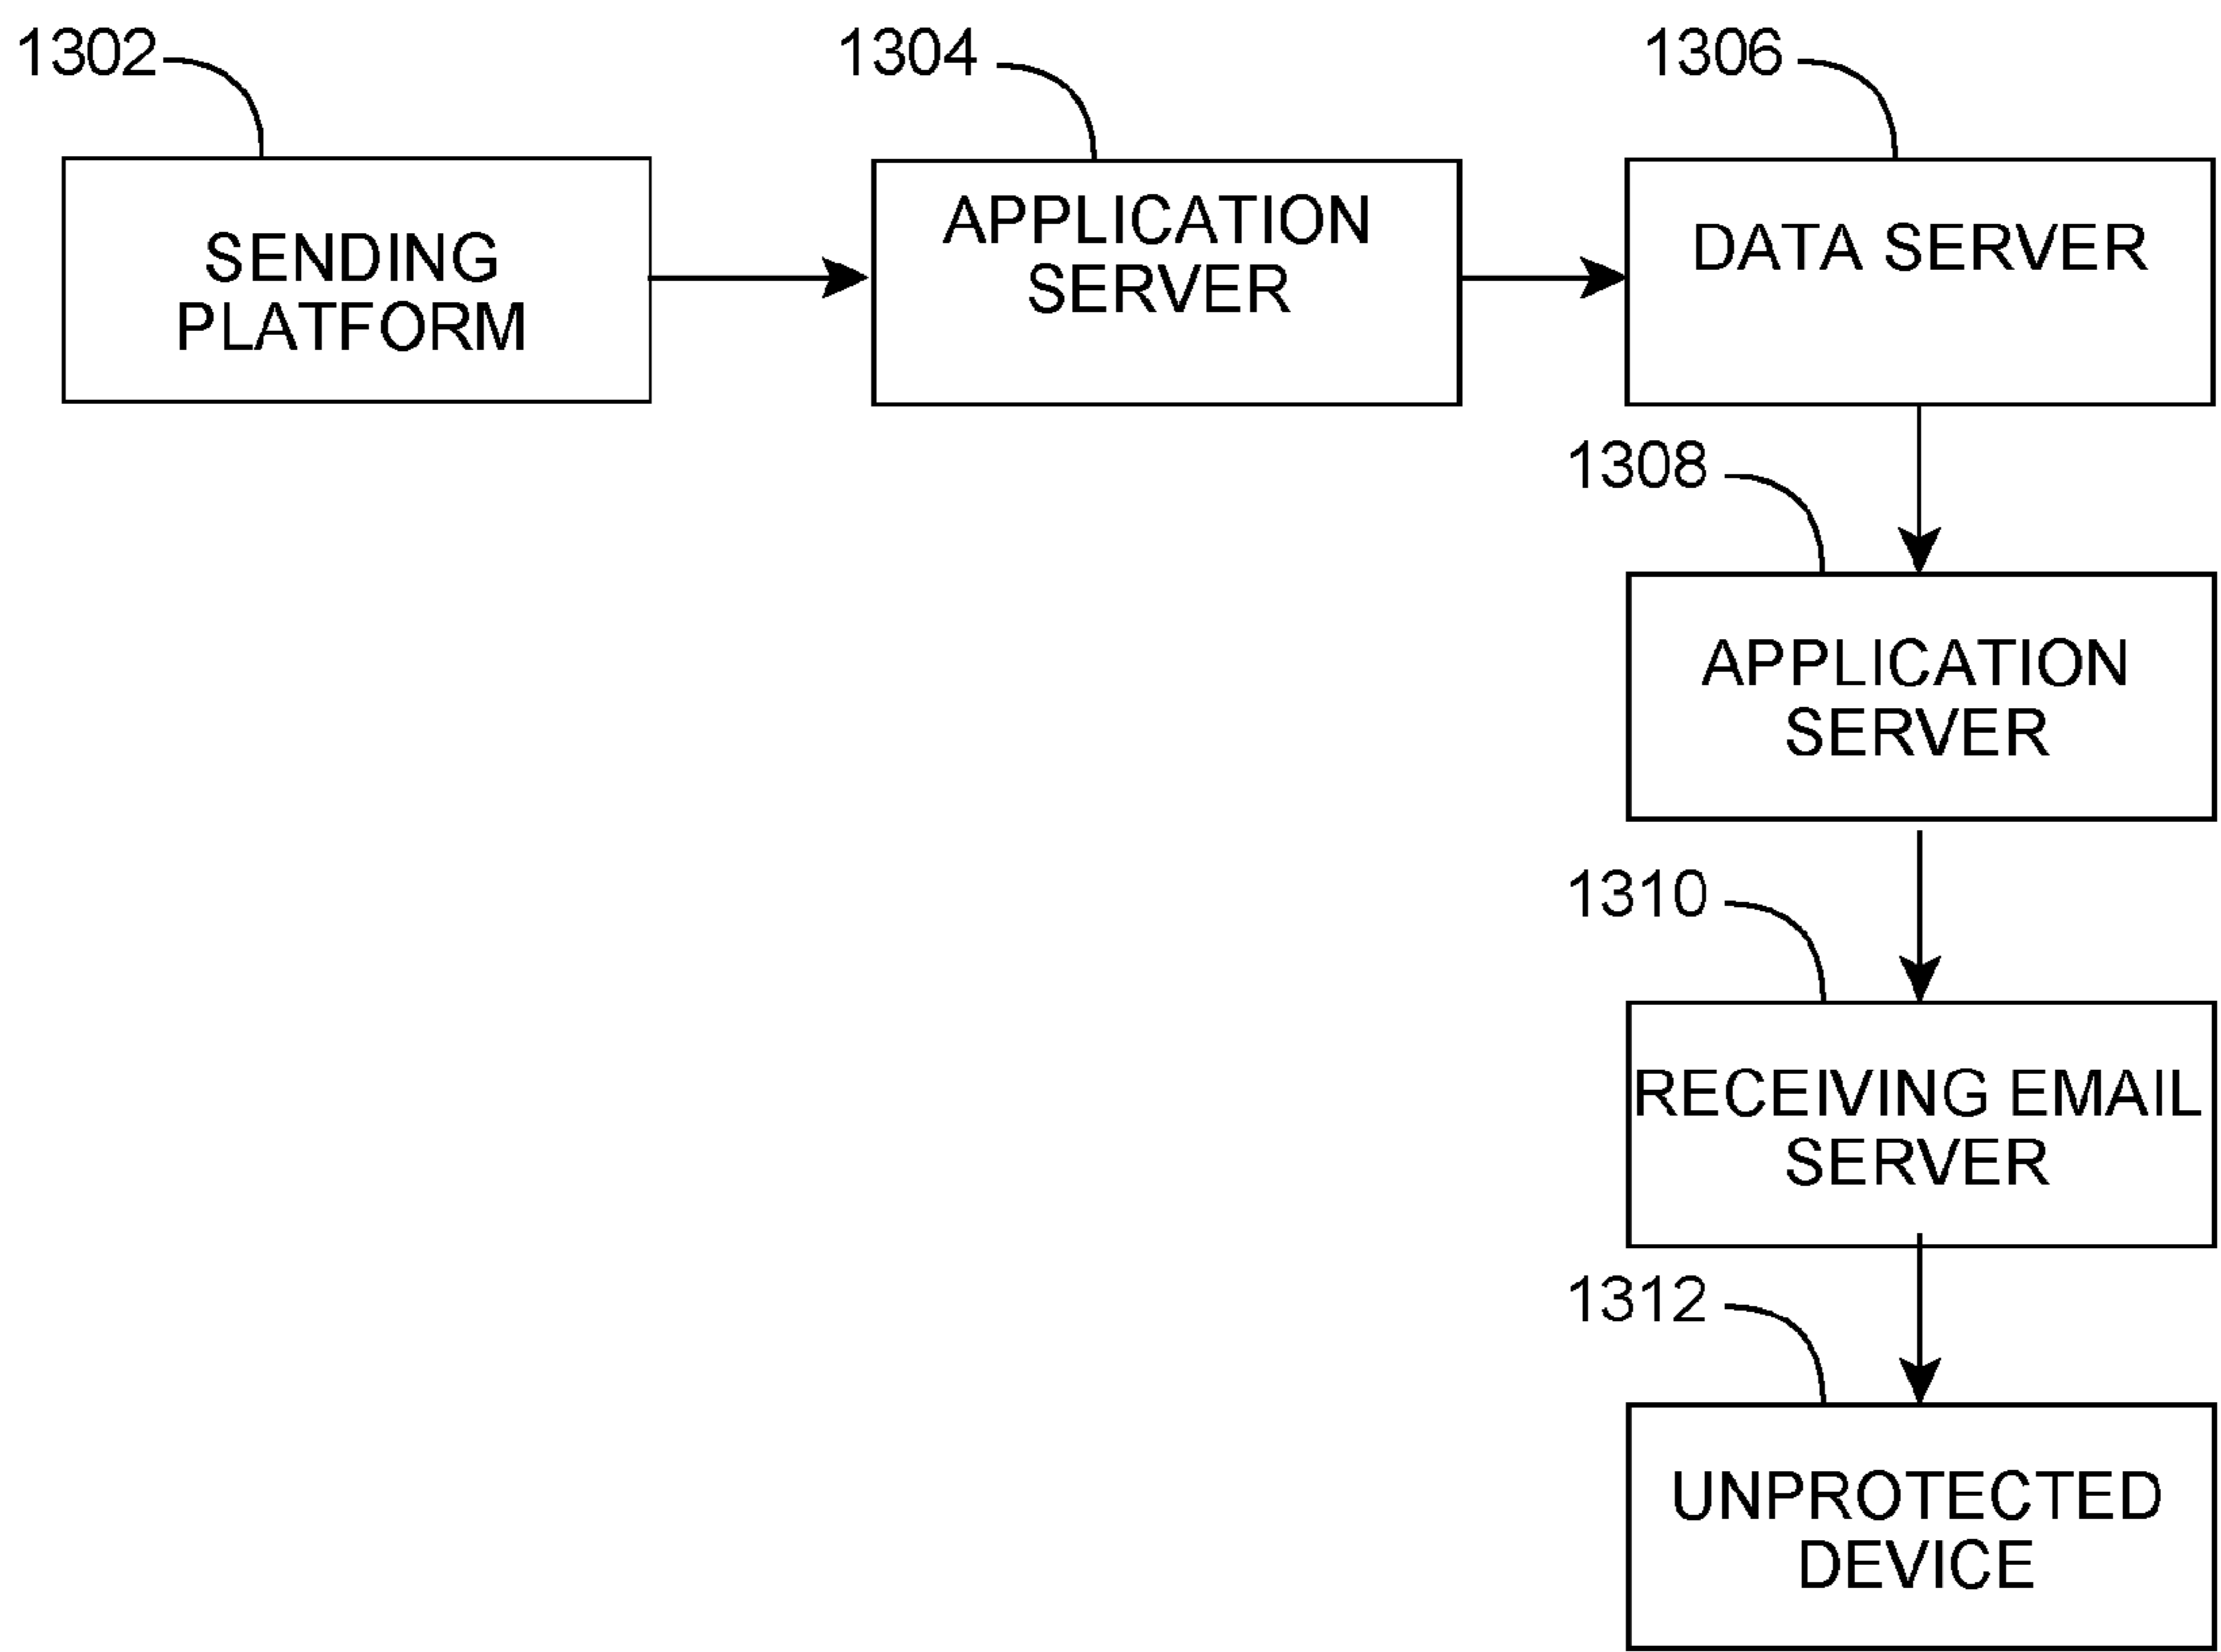 1302
1304
1306
SENDING
PLATFORM
APPLICATION
SERVER
DATA SERVER
1308
APPLICATION
SERVER
1310
RECEIVING EMAIL
SERVER
1312
UNPROTECTED
DEVICE